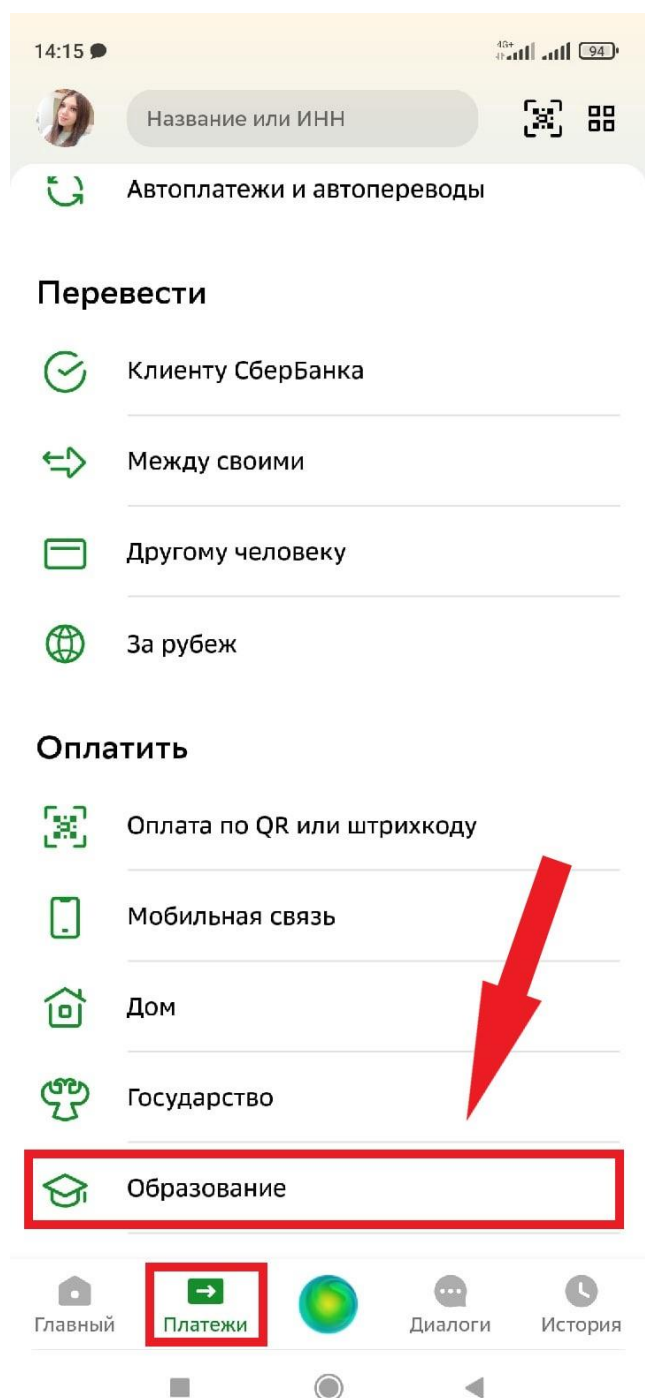 14:15
4G+
94
Название или ИНН
Автоплатежи и автопереводы
Перевести
Клиенту СберБанка
Между своими
Другому человеку
За рубеж
Оплатить
Оплата по QR или штрихкоду
Мобильная связь
Дом
Государство
Образование
Главный
Платежи
Диалоги
История